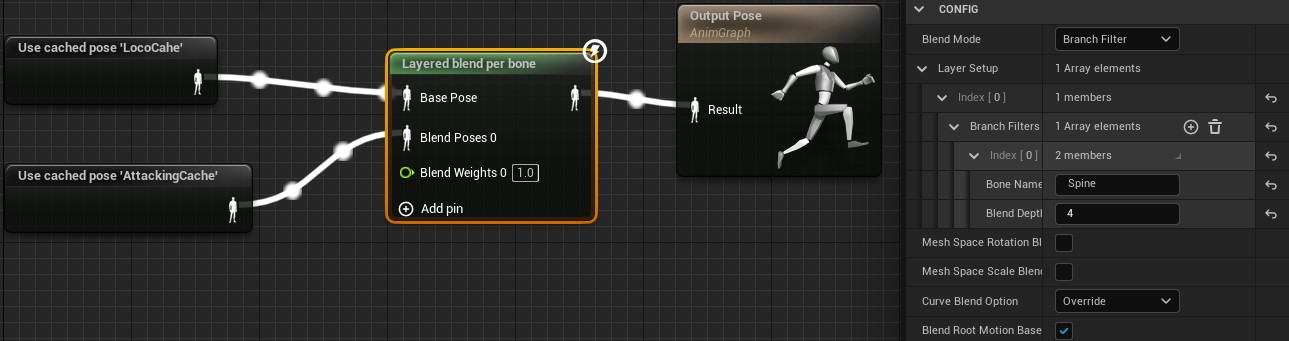 Use cached pose 'LocoCahe'
Use cached pose 'AttackingCache'
Layered blend per bone
Base Pose
Blend Poses 0
Blend Weights 0 1.0
Add pin
Output Pose
AnimGraph
Result
CONFIG
Blend Mode Branch Filter
Layer Setup 1 Array elements
Index [ 0 ] 1 members
Branch Filters 1 Array elements
Index [ 0 ] 2 members
Bone Name Spine
Blend Depth 4
Mesh Space Rotation Bl
Mesh Space Scale Blend
Curve Blend Option Override
Blend Root Motion Base